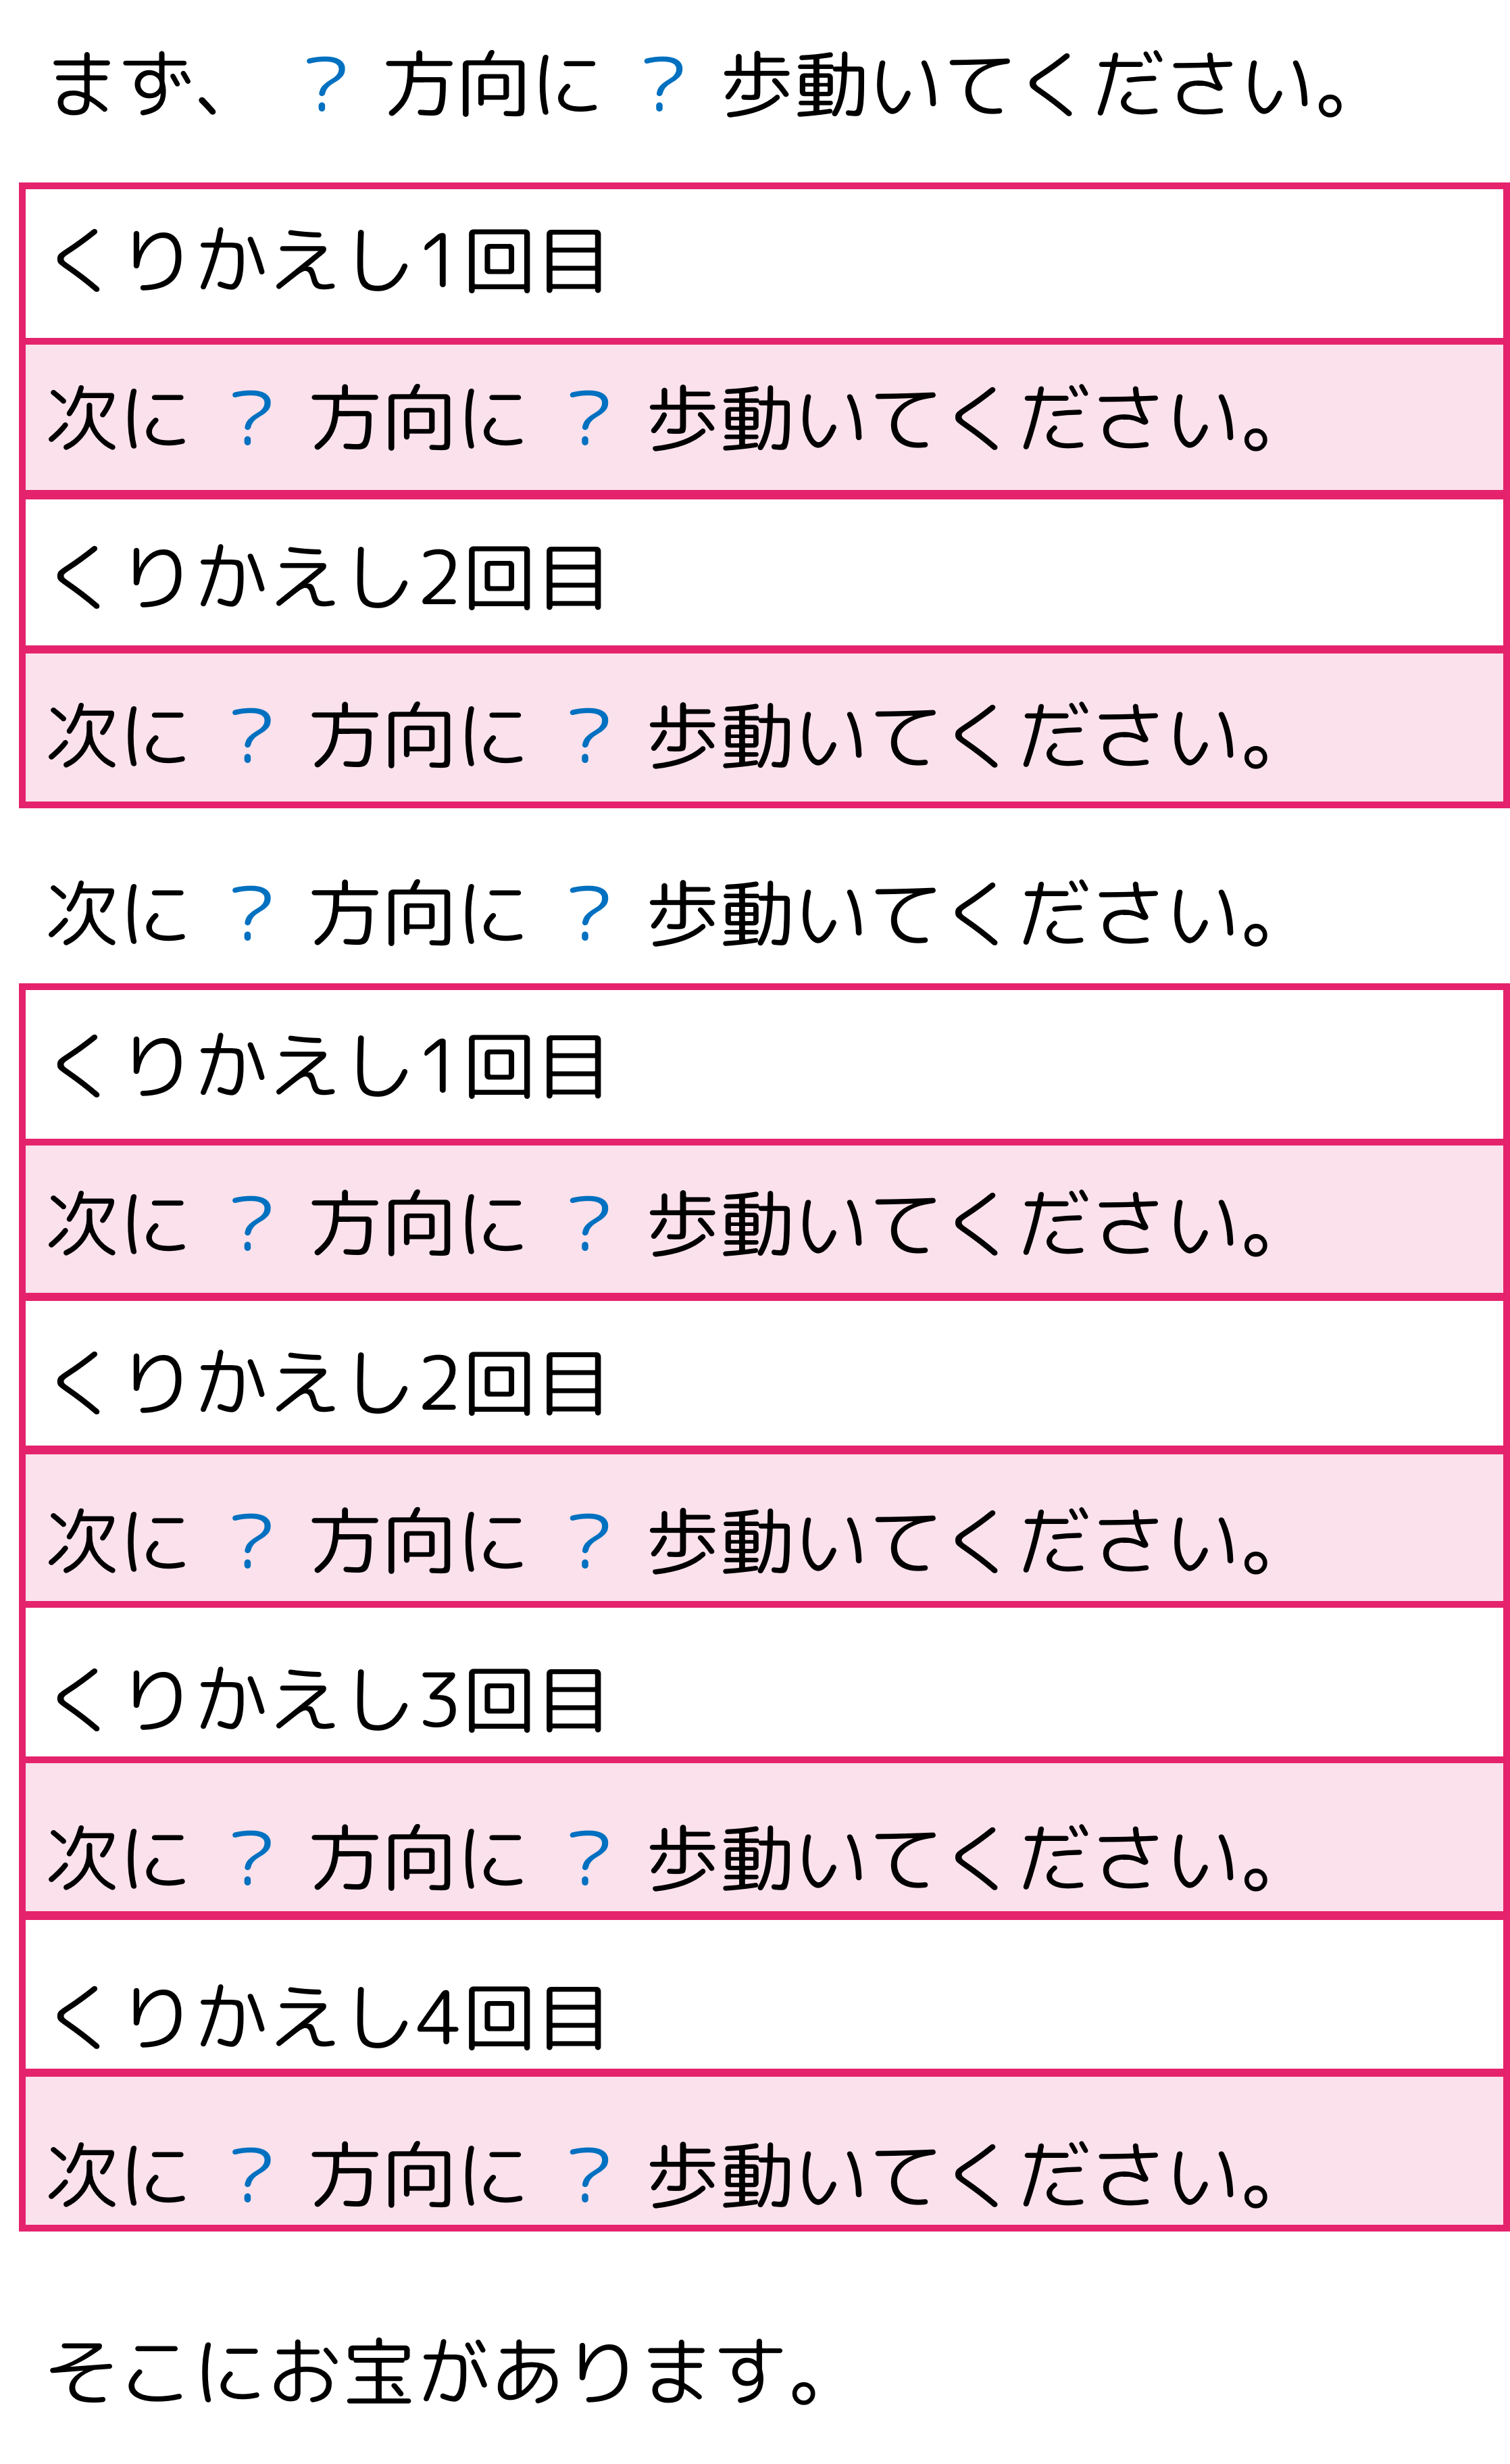 まず、 ? 方向に ? 歩動いてください。
くりかえし1回目
次に ? 方向に ? 歩動いてください。
くりかえし2回目
次に ? 方向に ? 歩動いてください。
次に ? 方向に ? 歩動いてください。
くりかえし1回目
次に ? 方向に ? 歩動いてください。
くりかえし2回目
次に ? 方向に ? 歩動いてください。
くりかえし3回目
次に ? 方向に ? 歩動いてください。
くりかえし4回目
次に ? 方向に ? 歩動いてください。
そこにお宝があります。